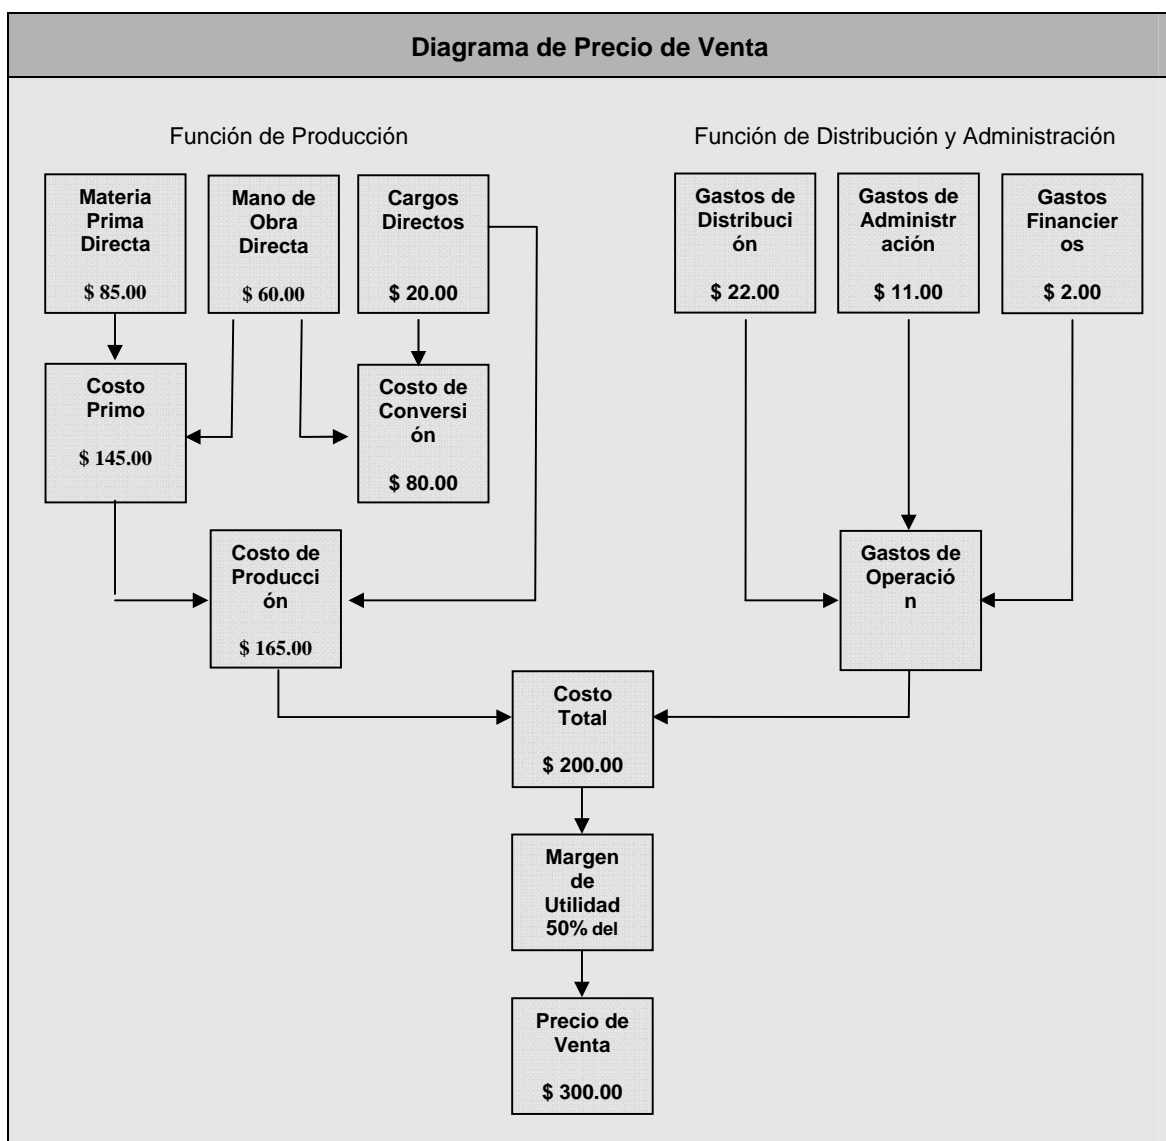 Diagrama de Precio de Venta
Función de Producción
Función de Distribución y Administración
Materia
Prima
Directa
$ 85.00
Mano de
Obra
Directa
$ 60.00
Cargos
Directos
$ 20.00
Gastos de
Distribuci
ón
$ 22.00
Gastos de
Administr
ación
$ 11.00
Gastos
Financier
os
$ 2.00
Costo
Primo
$ 145.00
Costo de
Conversi
ón
$ 80.00
Costo de
Producci
ón
$ 165.00
Gastos de
Operació
n
Costo
Total
$ 200.00
Margen
de
Utilidad
50% del
Precio de
Venta
$ 300.00